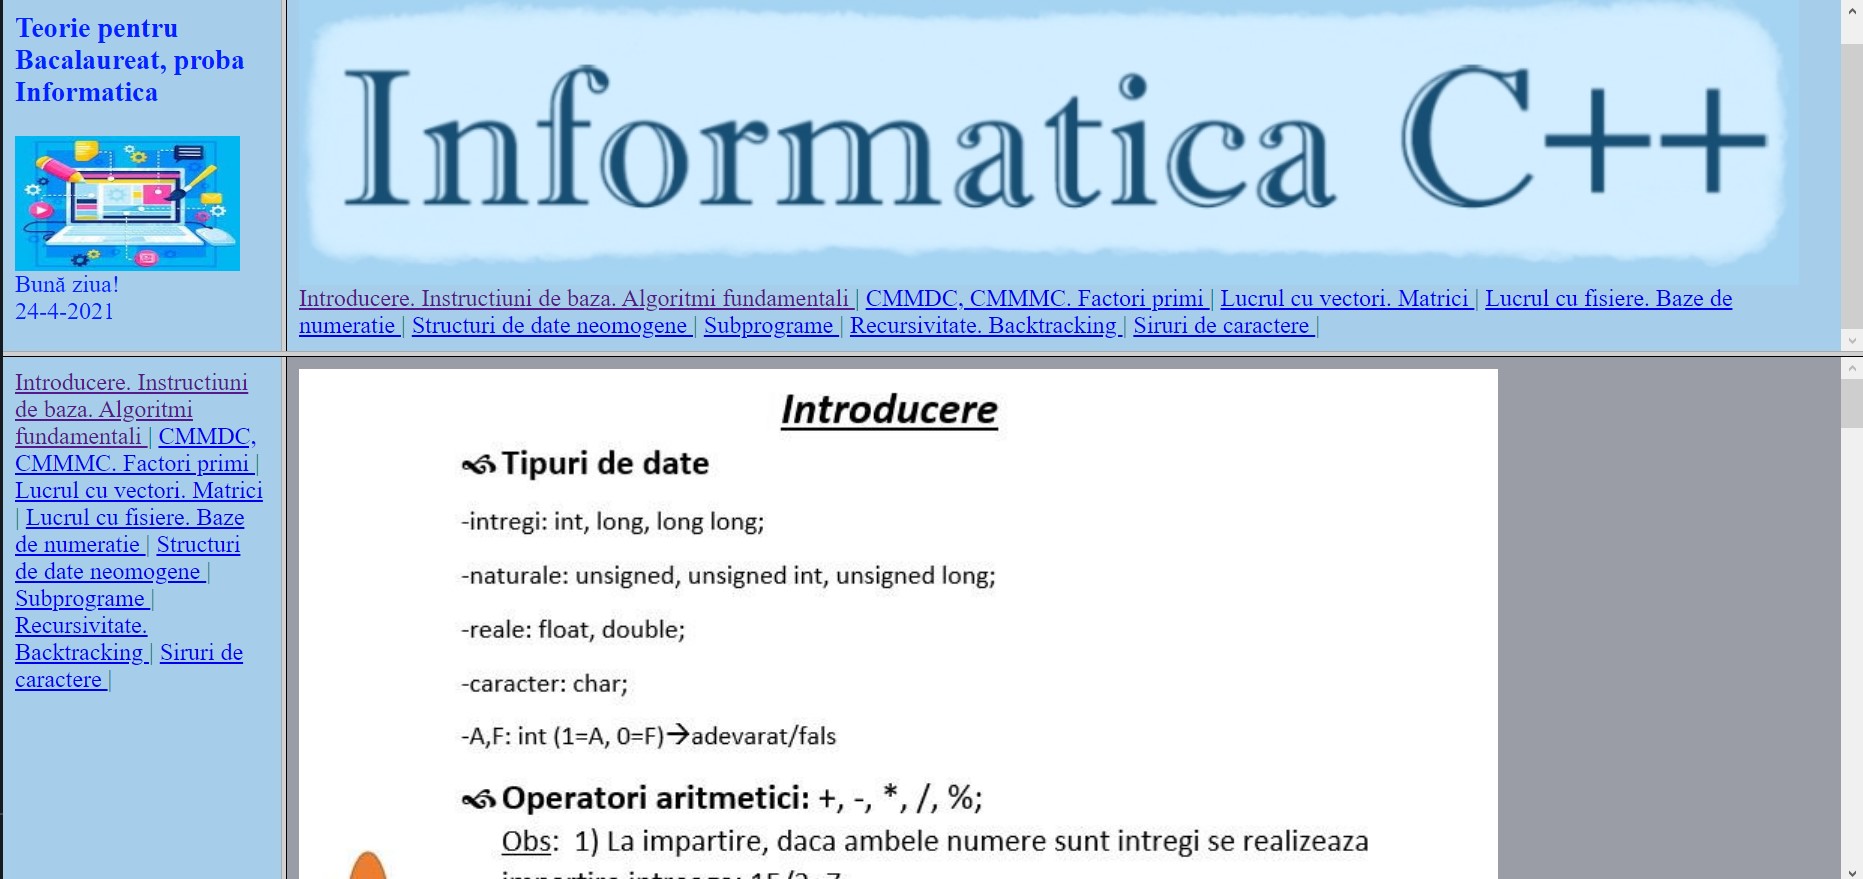 Teorie pentru
Bacalaureat, proba
Informatica
Bună ziua!
24-4-2021
Informatica C++
Introducere. Instructiuni de baza. Algoritmi fundamentali | CMMDC, CMMMC. Factori primi | Lucrul cu vectori. Matrici | Lucrul cu fisiere. Baze de
numeratie | Structuri de date neomogene | Subprograme | Recursivitate. Backtracking | Siruri de caractere |
Introducere. Instructiuni
de baza. Algoritmi
fundamentali | CMMDC,
CMMMC. Factori primi |
Lucrul cu vectori. Matrici
| Lucrul cu fisiere. Baze
de numeratie | Structuri
de date neomogene |
Subprograme |
Recursivitate.
Backtracking | Siruri de
caractere |
Introducere
Tipuri de date
-intregi: int, long, long long;
-naturale: unsigned, unsigned int, unsigned long;
-reale: float, double;
-caracter: char;
-A,F: int (1=A, 0=F)→adevarat/fals
Operatori aritmetici: +, -, *, /, %;
Obs: 1) La impartire, daca ambele numere sunt intregi se realizeaza